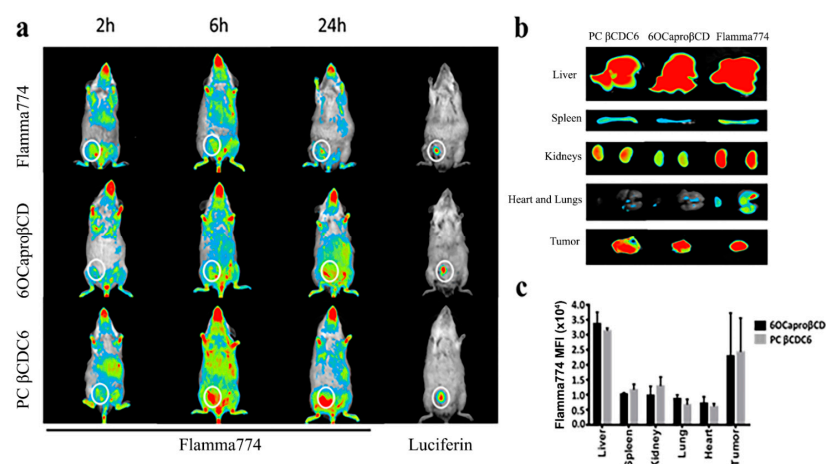 a
2h 6h 24h
Flamma774
6OCaproβCD
PC βCDC6
Flamma774 Luciferin
b
PC βCDC6 6OCaproβCD Flamma774
Liver
Spleen
Kidneys
Heart and Lungs
Tumor
c
Flamma774 MFI (x10⁴)
4.0
3.5
3.0
2.5
2.0
1.5
1.0
0.5
0.0
Liver Spleen Kidney Lung Heart Tumor
6OCaproβCD
PC βCDC6